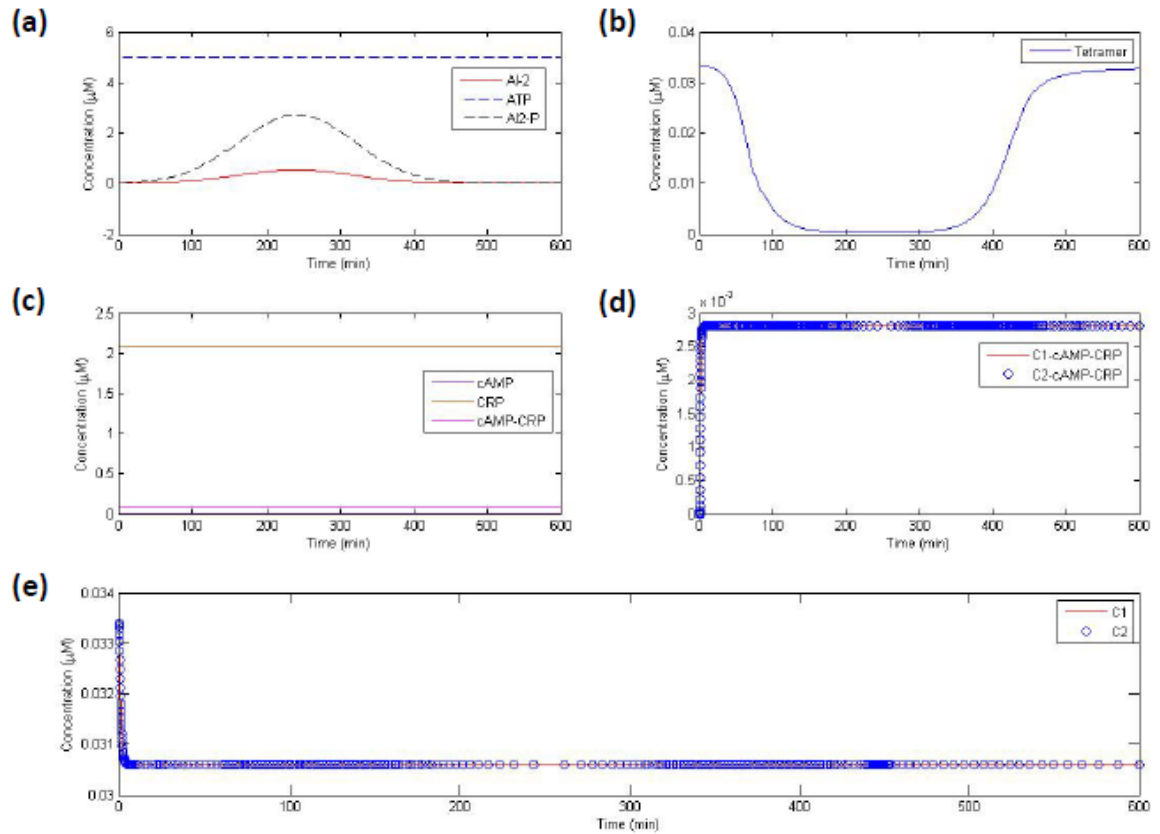 (a)
6
4
2
0
-2
Concentration (µM)
AI-2
ATP
AI2-P
0 100 200 300 400 500 600
Time (min)
(b)
0.04
0.03
0.02
0.01
0
Concentration (µM)
Tetramer
0 100 200 300 400 500 600
Time (min)
(c)
2.5
2
1.5
1
0.5
0
Concentration (µM)
cAMP
CRP
cAMP-CRP
0 100 200 300 400 500 600
Time (min)
(d)
x 10⁻³
3
2.5
2
1.5
1
0.5
0
Concentration (µM)
C1-cAMP-CRP
C2-cAMP-CRP
0 100 200 300 400 500 600
Time (min)
(e)
0.034
0.033
0.032
0.031
0.03
Concentration (µM)
C1
C2
0 100 200 300 400 500 600
Time (min)